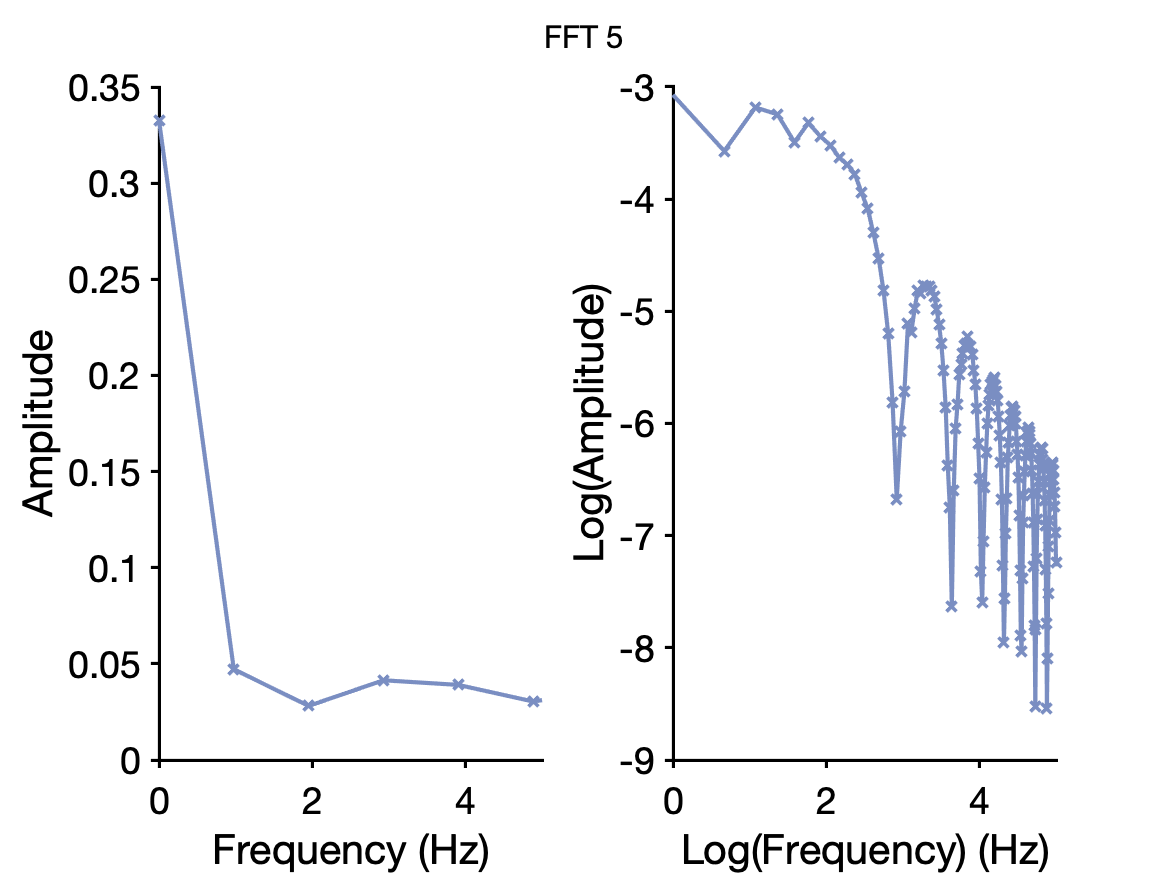 FFT 5
0.35
0.3
0.25
0.2
0.15
0.1
0.05
0
Amplitude
0 2 4
Frequency (Hz)
-3
-4
-5
-6
-7
-8
-9
Log(Amplitude)
0 2 4
Log(Frequency) (Hz)